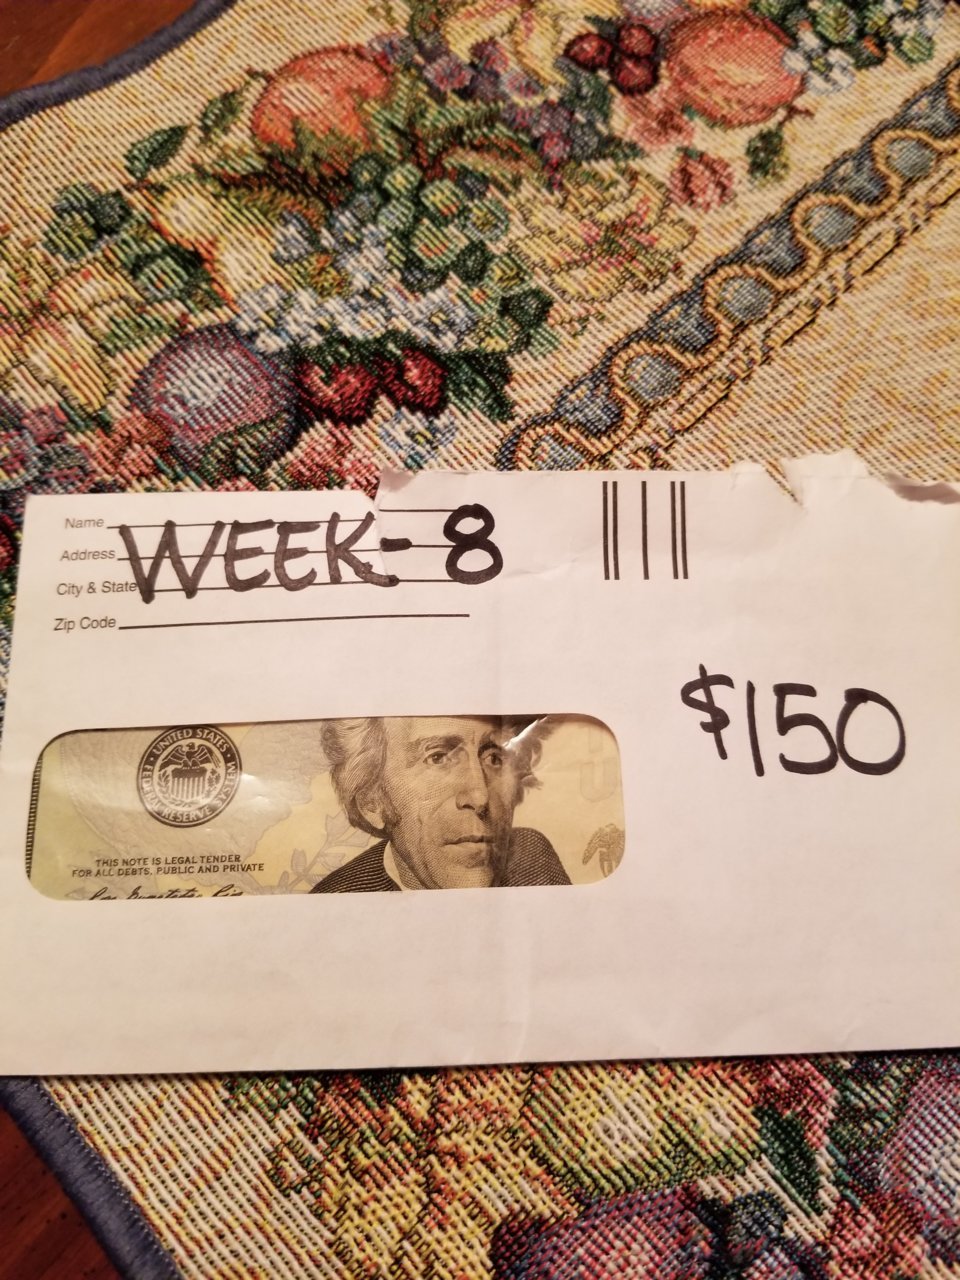 Name
Address
City & State
Zip Code
WEEK-8
$150
UNITED STATES
FEDERAL RESERVE SYSTEM
THIS NOTE IS LEGAL TENDER
FOR ALL DEBTS, PUBLIC AND PRIVATE